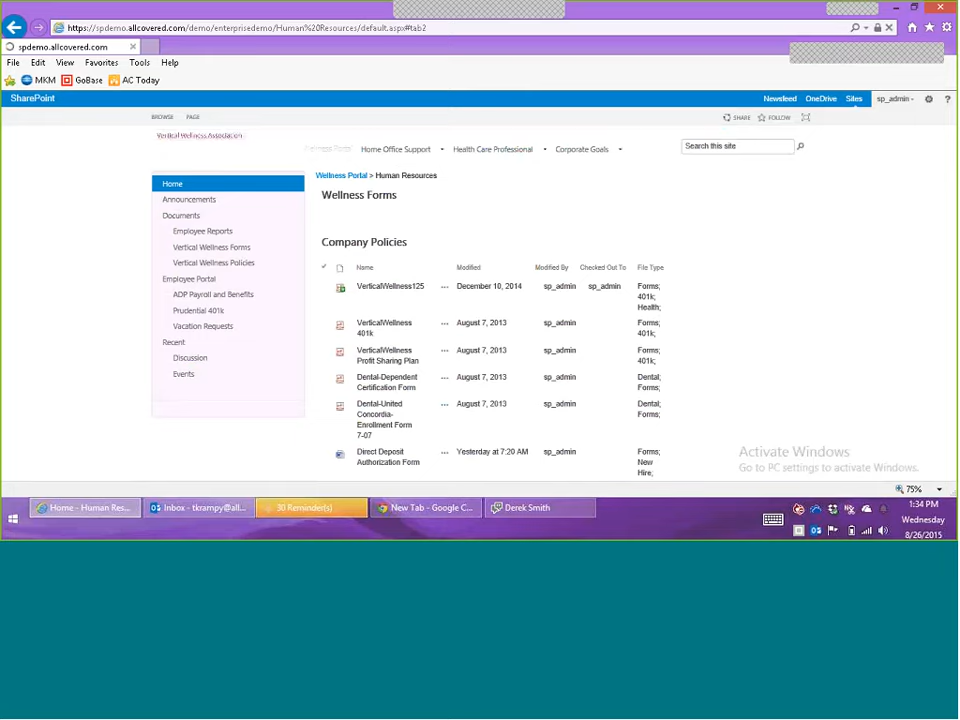 https://spdemo.allcovered.com/demo/enterprisedemo/Human%20Resources/default.aspx#tab2
spdemo.allcovered.com
File Edit View Favorites Tools Help
MKM GoBase AC Today
SharePoint Newsfeed OneDrive Sites sp_admin ?
BROWSE PAGE SHARE FOLLOW
Vertical Wellness Association
Wellness Portal Home Office Support Health Care Professional Corporate Goals Search this site
Wellness Portal > Human Resources
Home
Announcements
Documents
Employee Reports
Vertical Wellness Forms
Vertical Wellness Policies
Employee Portal
ADP Payroll and Benefits
Prudential 401k
Vacation Requests
Recent
Discussion
Events
Wellness Forms
Company Policies
Name Modified Modified By Checked Out To File Type
VerticalWellness125 ... December 10, 2014 sp_admin sp_admin Forms;
401k;
Health;
VerticalWellness ... August 7, 2013 sp_admin Forms;
401k 401k;
VerticalWellness ... August 7, 2013 sp_admin Forms;
Profit Sharing Plan 401k;
Dental-Dependent ... August 7, 2013 sp_admin Dental;
Certification Form Forms;
Dental-United ... August 7, 2013 sp_admin Dental;
Concordia- Forms;
Enrollment Form
7-07
Direct Deposit ... Yesterday at 7:20 AM sp_admin Forms;
Authorization Form New
Hire;
Activate Windows
Go to PC settings to activate Windows.
75%
Home - Human Res... Inbox - tkrampy@all... 30 Reminder(s) New Tab - Google C... Derek Smith
1:34 PM
Wednesday
8/26/2015